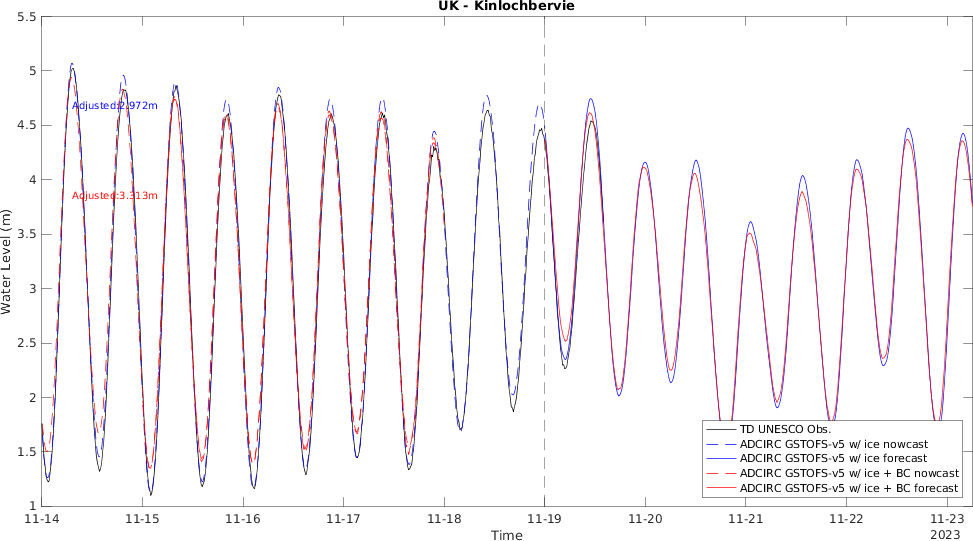 UK - Kinlochbervie
5.5
5
4.5
4
3.5
3
2.5
2
1.5
1
Water Level (m)
Adjusted:2.972m
Adjusted:3.313m
TD UNESCO Obs.
ADCIRC GSTOFS-v5 w/ ice nowcast
ADCIRC GSTOFS-v5 w/ ice forecast
ADCIRC GSTOFS-v5 w/ ice + BC nowcast
ADCIRC GSTOFS-v5 w/ ice + BC forecast
11-14 11-15 11-16 11-17 11-18 11-19 11-20 11-21 11-22 11-23
2023
Time